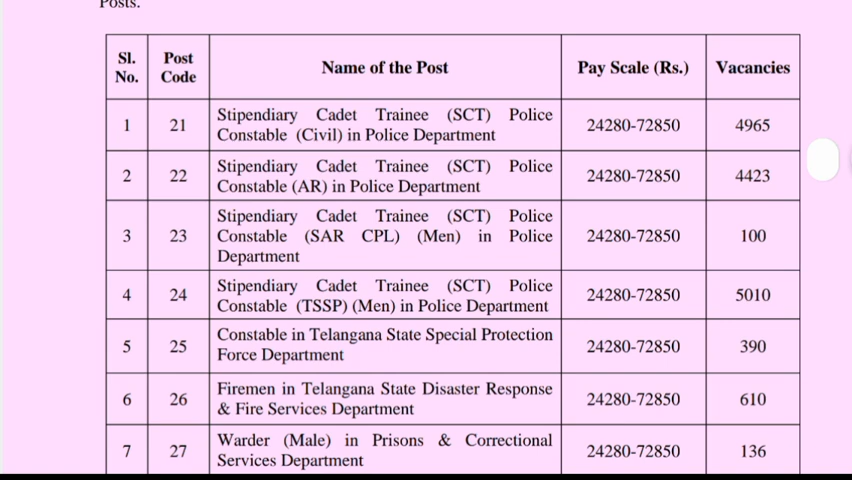 Posts.
Sl. No. Post Code Name of the Post Pay Scale (Rs.) Vacancies
1 21 Stipendiary Cadet Trainee (SCT) Police
Constable (Civil) in Police Department 24280-72850 4965
2 22 Stipendiary Cadet Trainee (SCT) Police
Constable (AR) in Police Department 24280-72850 4423
3 23 Stipendiary Cadet Trainee (SCT) Police
Constable (SAR CPL) (Men) in Police
Department 24280-72850 100
4 24 Stipendiary Cadet Trainee (SCT) Police
Constable (TSSP) (Men) in Police Department 24280-72850 5010
5 25 Constable in Telangana State Special Protection
Force Department 24280-72850 390
6 26 Firemen in Telangana State Disaster Response
& Fire Services Department 24280-72850 610
7 27 Warder (Male) in Prisons & Correctional
Services Department 24280-72850 136